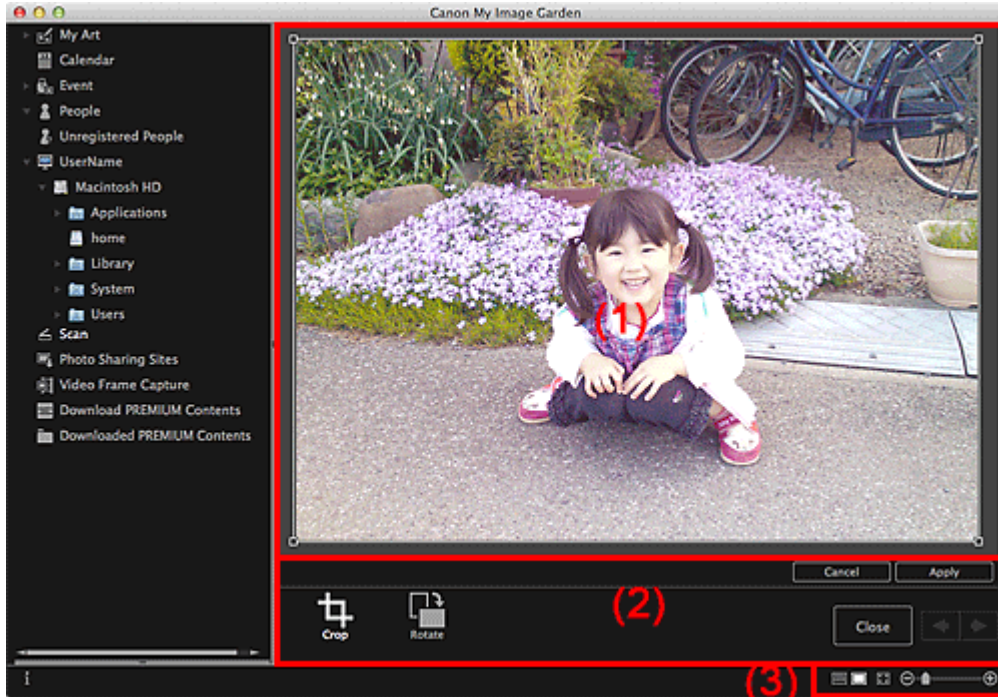 Canon My Image Garden
My Art
Calendar
Event
People
Unregistered People
UserName
Macintosh HD
Applications
home
Library
System
Users
Scan
Photo Sharing Sites
Video Frame Capture
Download PREMIUM Contents
Downloaded PREMIUM Contents
(1)
Cancel Apply
(2)
Crop Rotate Close
(3)